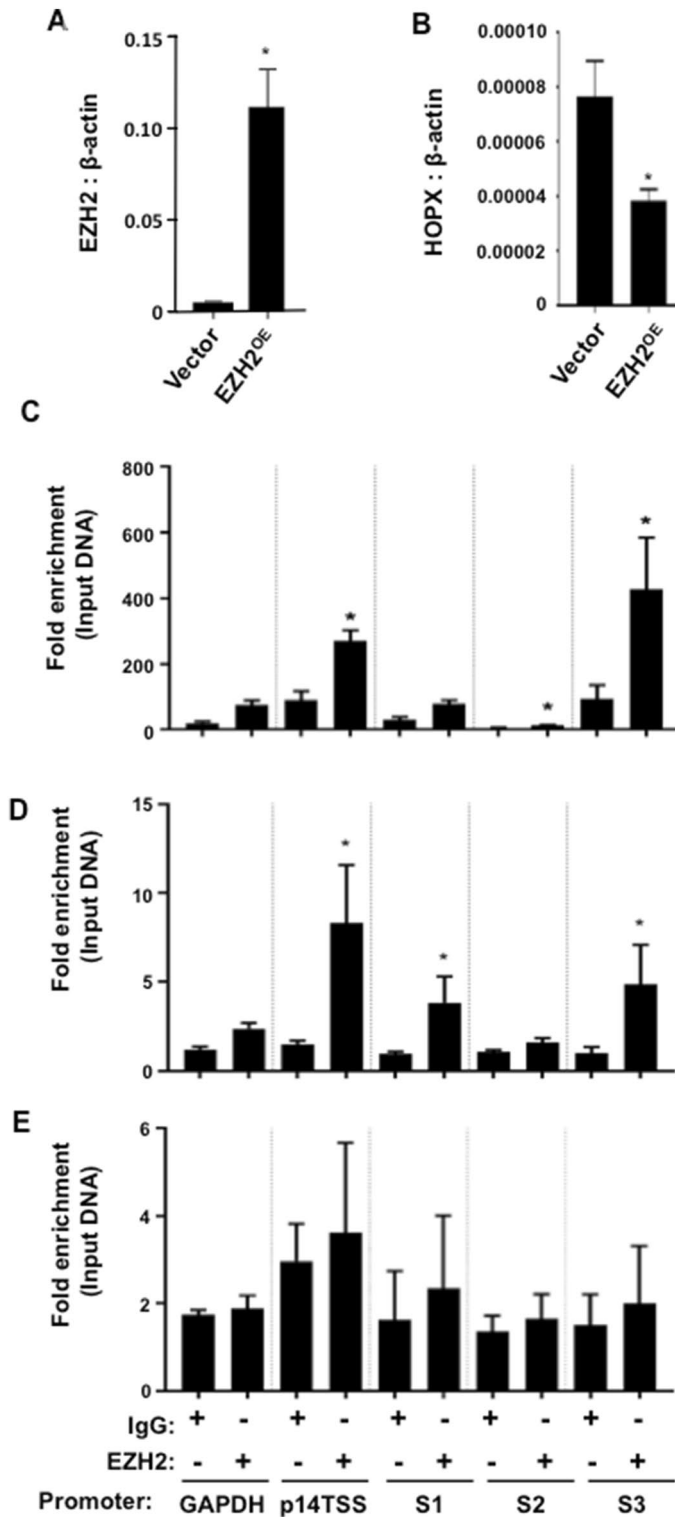 A
EZH2 : β-actin
0.15
0.10
0.05
0
*
Vector
EZH2OE
B
HOPX : β-actin
0.00010
0.00008
0.00006
0.00004
0.00002
0
*
Vector
EZH2OE
C
Fold enrichment
(Input DNA)
800
600
400
200
0
* * *
D
Fold enrichment
(Input DNA)
15
10
5
0
* * *
E
Fold enrichment
(Input DNA)
6
4
2
0
IgG: + - + - + - + - + -
EZH2: - + - + - + - + - +
Promoter: GAPDH p14TSS S1 S2 S3